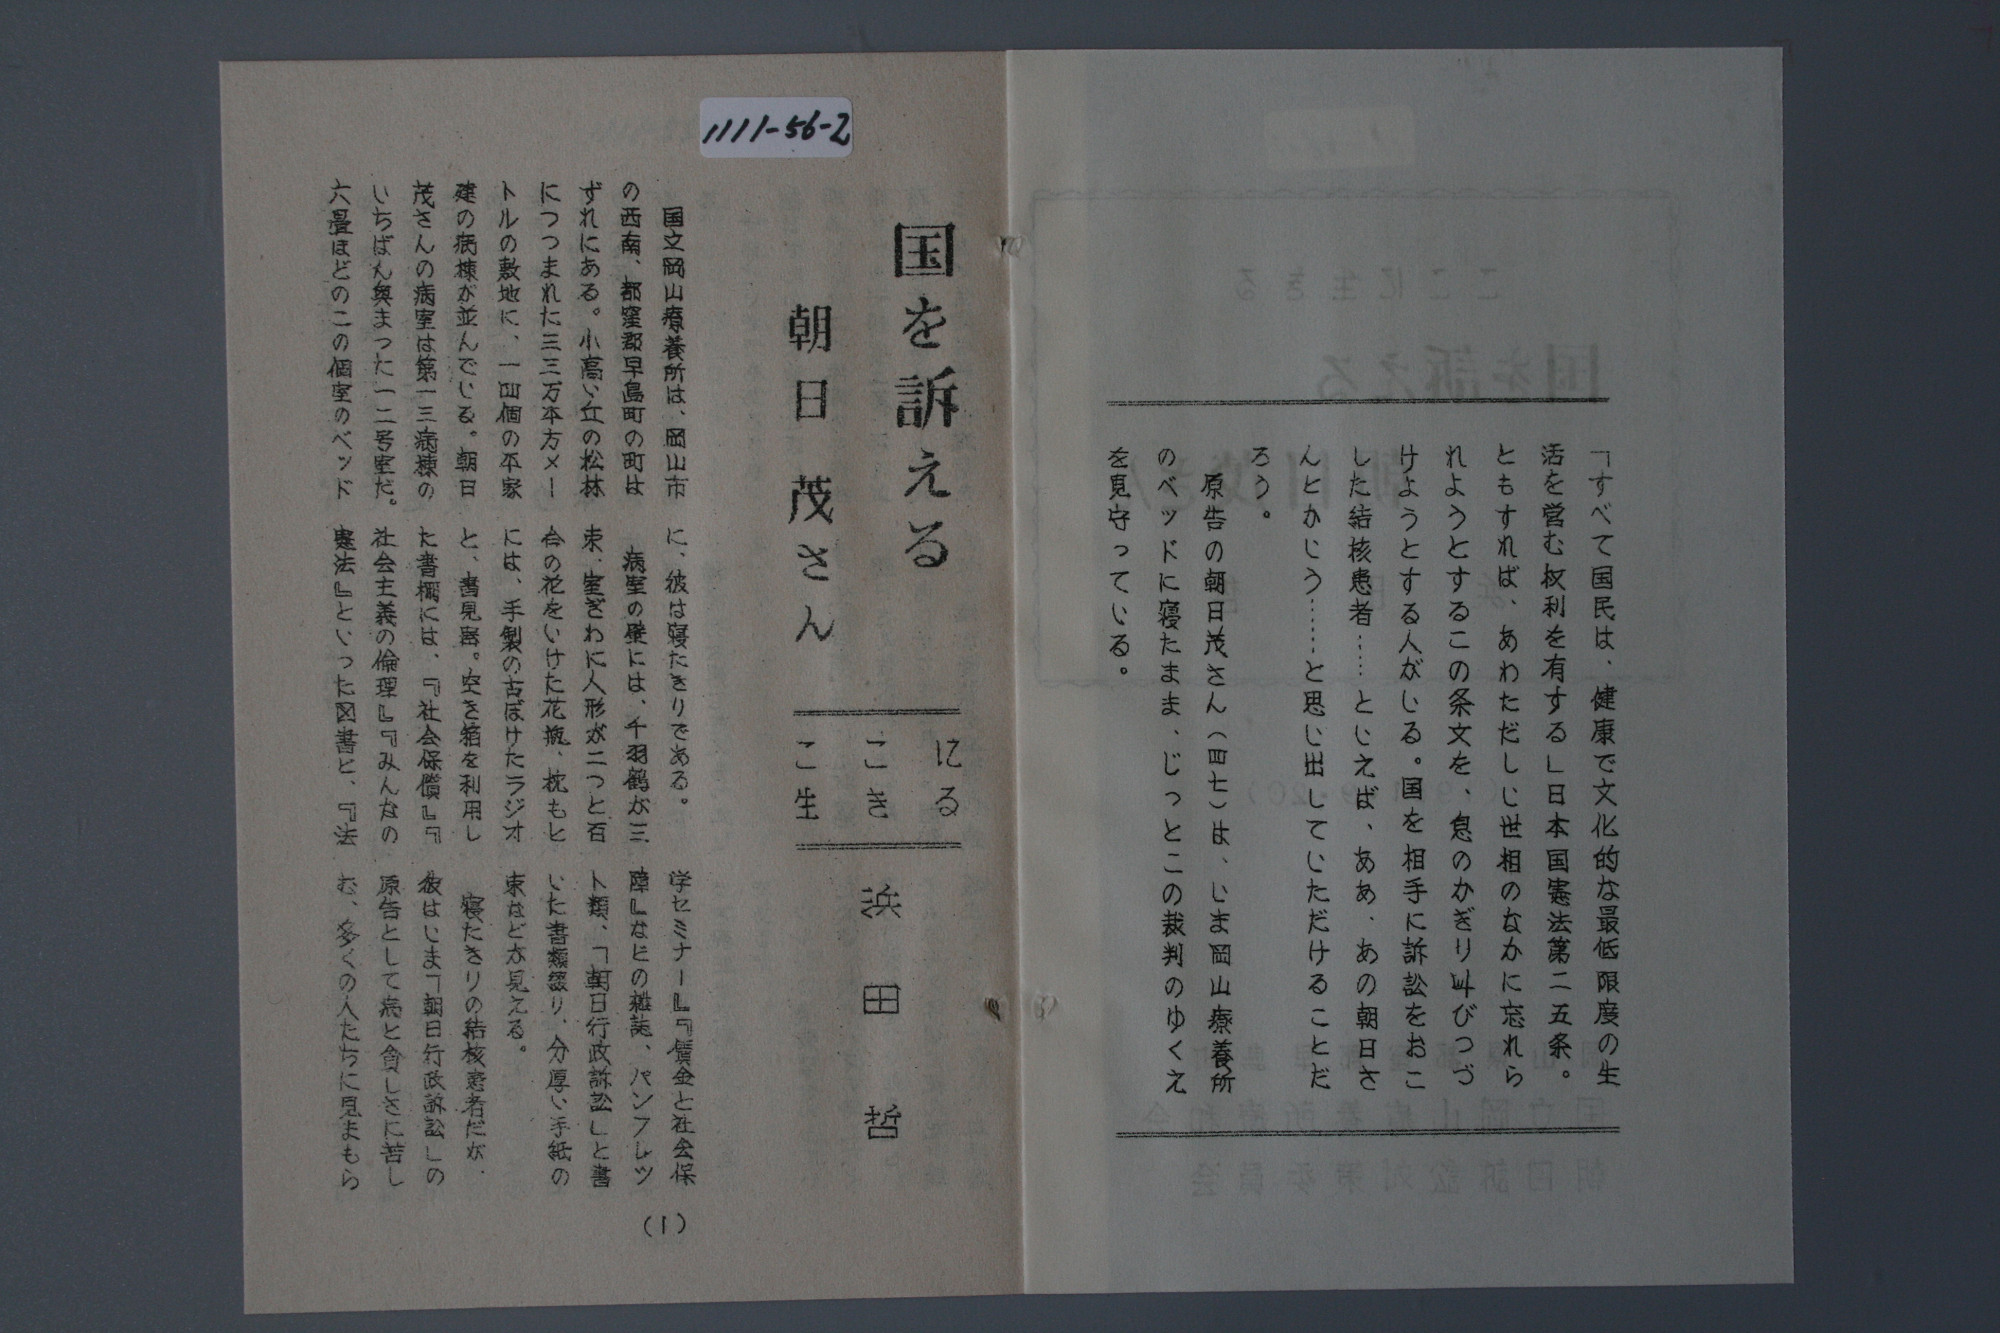 「すべて国民は、健康で文化的な最低限度の生
活を営む权利を有する」日本国憲法第二五条。
ともすれば、あわただしい世相のなかに忘れら
れようとするこの条文を、息のかぎり叫びつづ
けようとする人がいる。国を相手に訴訟をおこ
した結核患者……といえば、ああ、あの朝日さ
んとかいう……と思い出していただけることだ
ろう。
原告の朝日茂さん(四七)は、いま岡山療養所
のベッドに寝たまま、じっとこの裁判のゆくえ
を見守っている。
1111-56-2
国を訴える
朝日茂さん
ここに生きる
浜田哲
国立岡山療養所は、岡山市
の西南、都窪郡早島町の町は
ずれにある。小高い丘の松林
につつまれた三三万平方メー
トルの敷地に、一四個の平家
建の病棟が並んでいる。朝日
茂さんの病室は第一三病棟の
いちばん奥まった一二号室だ。
六畳ほどのこの個室のベッド
に、彼は寝たきりである。
病室の壁には、千羽鶴が三
束、室ぎわに人形が二つと百
合の花をいけた花瓶、枕もと
には、手製の古ぼけたラジオ
と、書見器。空き箱を利用し
た書棚には、『社会保償』『
社会主義の倫理』『みんなの
憲法』といった図書と、『法
学セミナー』『賃金と社会保
障』などの雑誌、パンフレツ
ト類、「朝日行政訴訟」と書
いた書類綴り、分厚い手紙の
束などが見える。
寝たきりの結核患者だが、
彼はいま「朝日行政訴訟」の
原告として病と貧しさに苦し
む、多くの人たちに見まもら
(1)